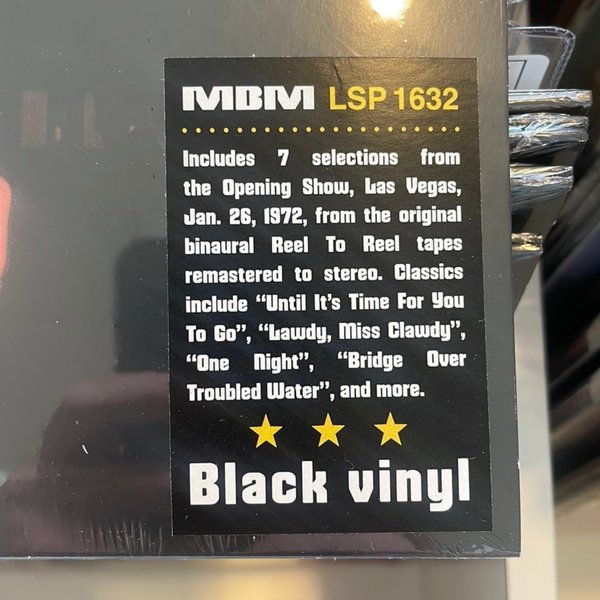 MBM LSP 1632
Includes 7 selections from
the Opening Show, Las Vegas,
Jan. 26, 1972, from the original
binaural Reel To Reel tapes
remastered to stereo. Classics
include “Until It's Time For You
To Go”, “Lawdy, Miss Clawdy”,
“One Night”, “Bridge Over
Troubled Water”, and more.
Black vinyl